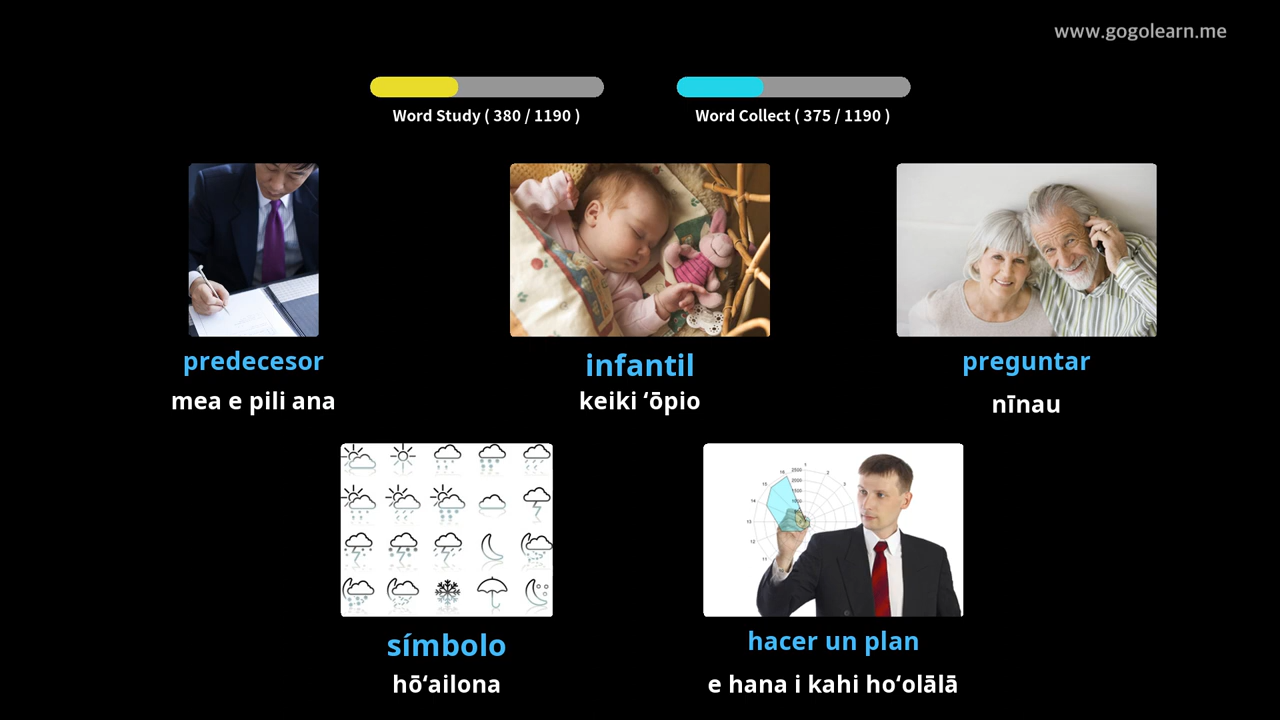 www.gogolearn.me
Word Study ( 380 / 1190 )
Word Collect ( 375 / 1190 )
predecesor
mea e pili ana
infantil
keiki ʻōpio
preguntar
nīnau
símbolo
hōʻailona
hacer un plan
e hana i kahi hoʻolālā